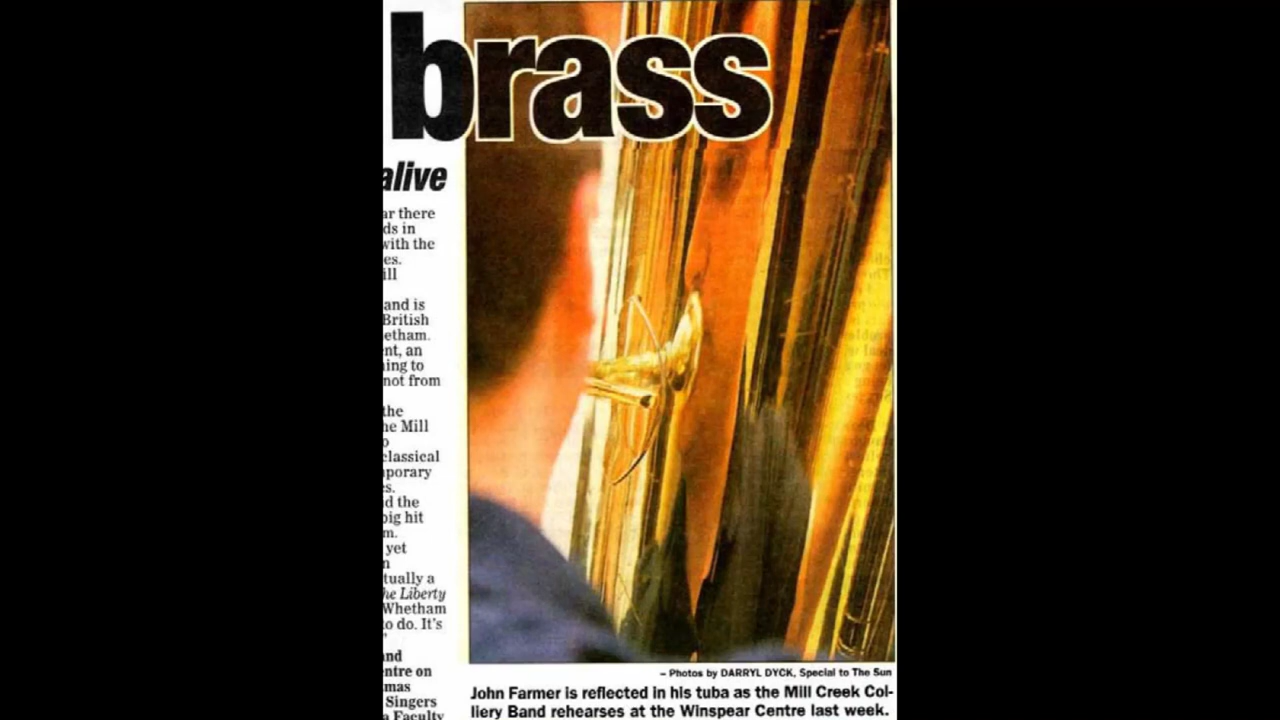 brass
alive
ar there
ds in
with the
es.
ill
and is
British
etham.
nt, an
ing to
not from
the
he Mill
o
classical
porary
s.
d the
big hit
m.
yet
n
tually a
he Liberty
Whetham
to do. It's
"
nd
entre on
mas
Singers
a Faculty
– Photos by DARRYL DYCK, Special to The Sun
John Farmer is reflected in his tuba as the Mill Creek Col-
liery Band rehearses at the Winspear Centre last week.